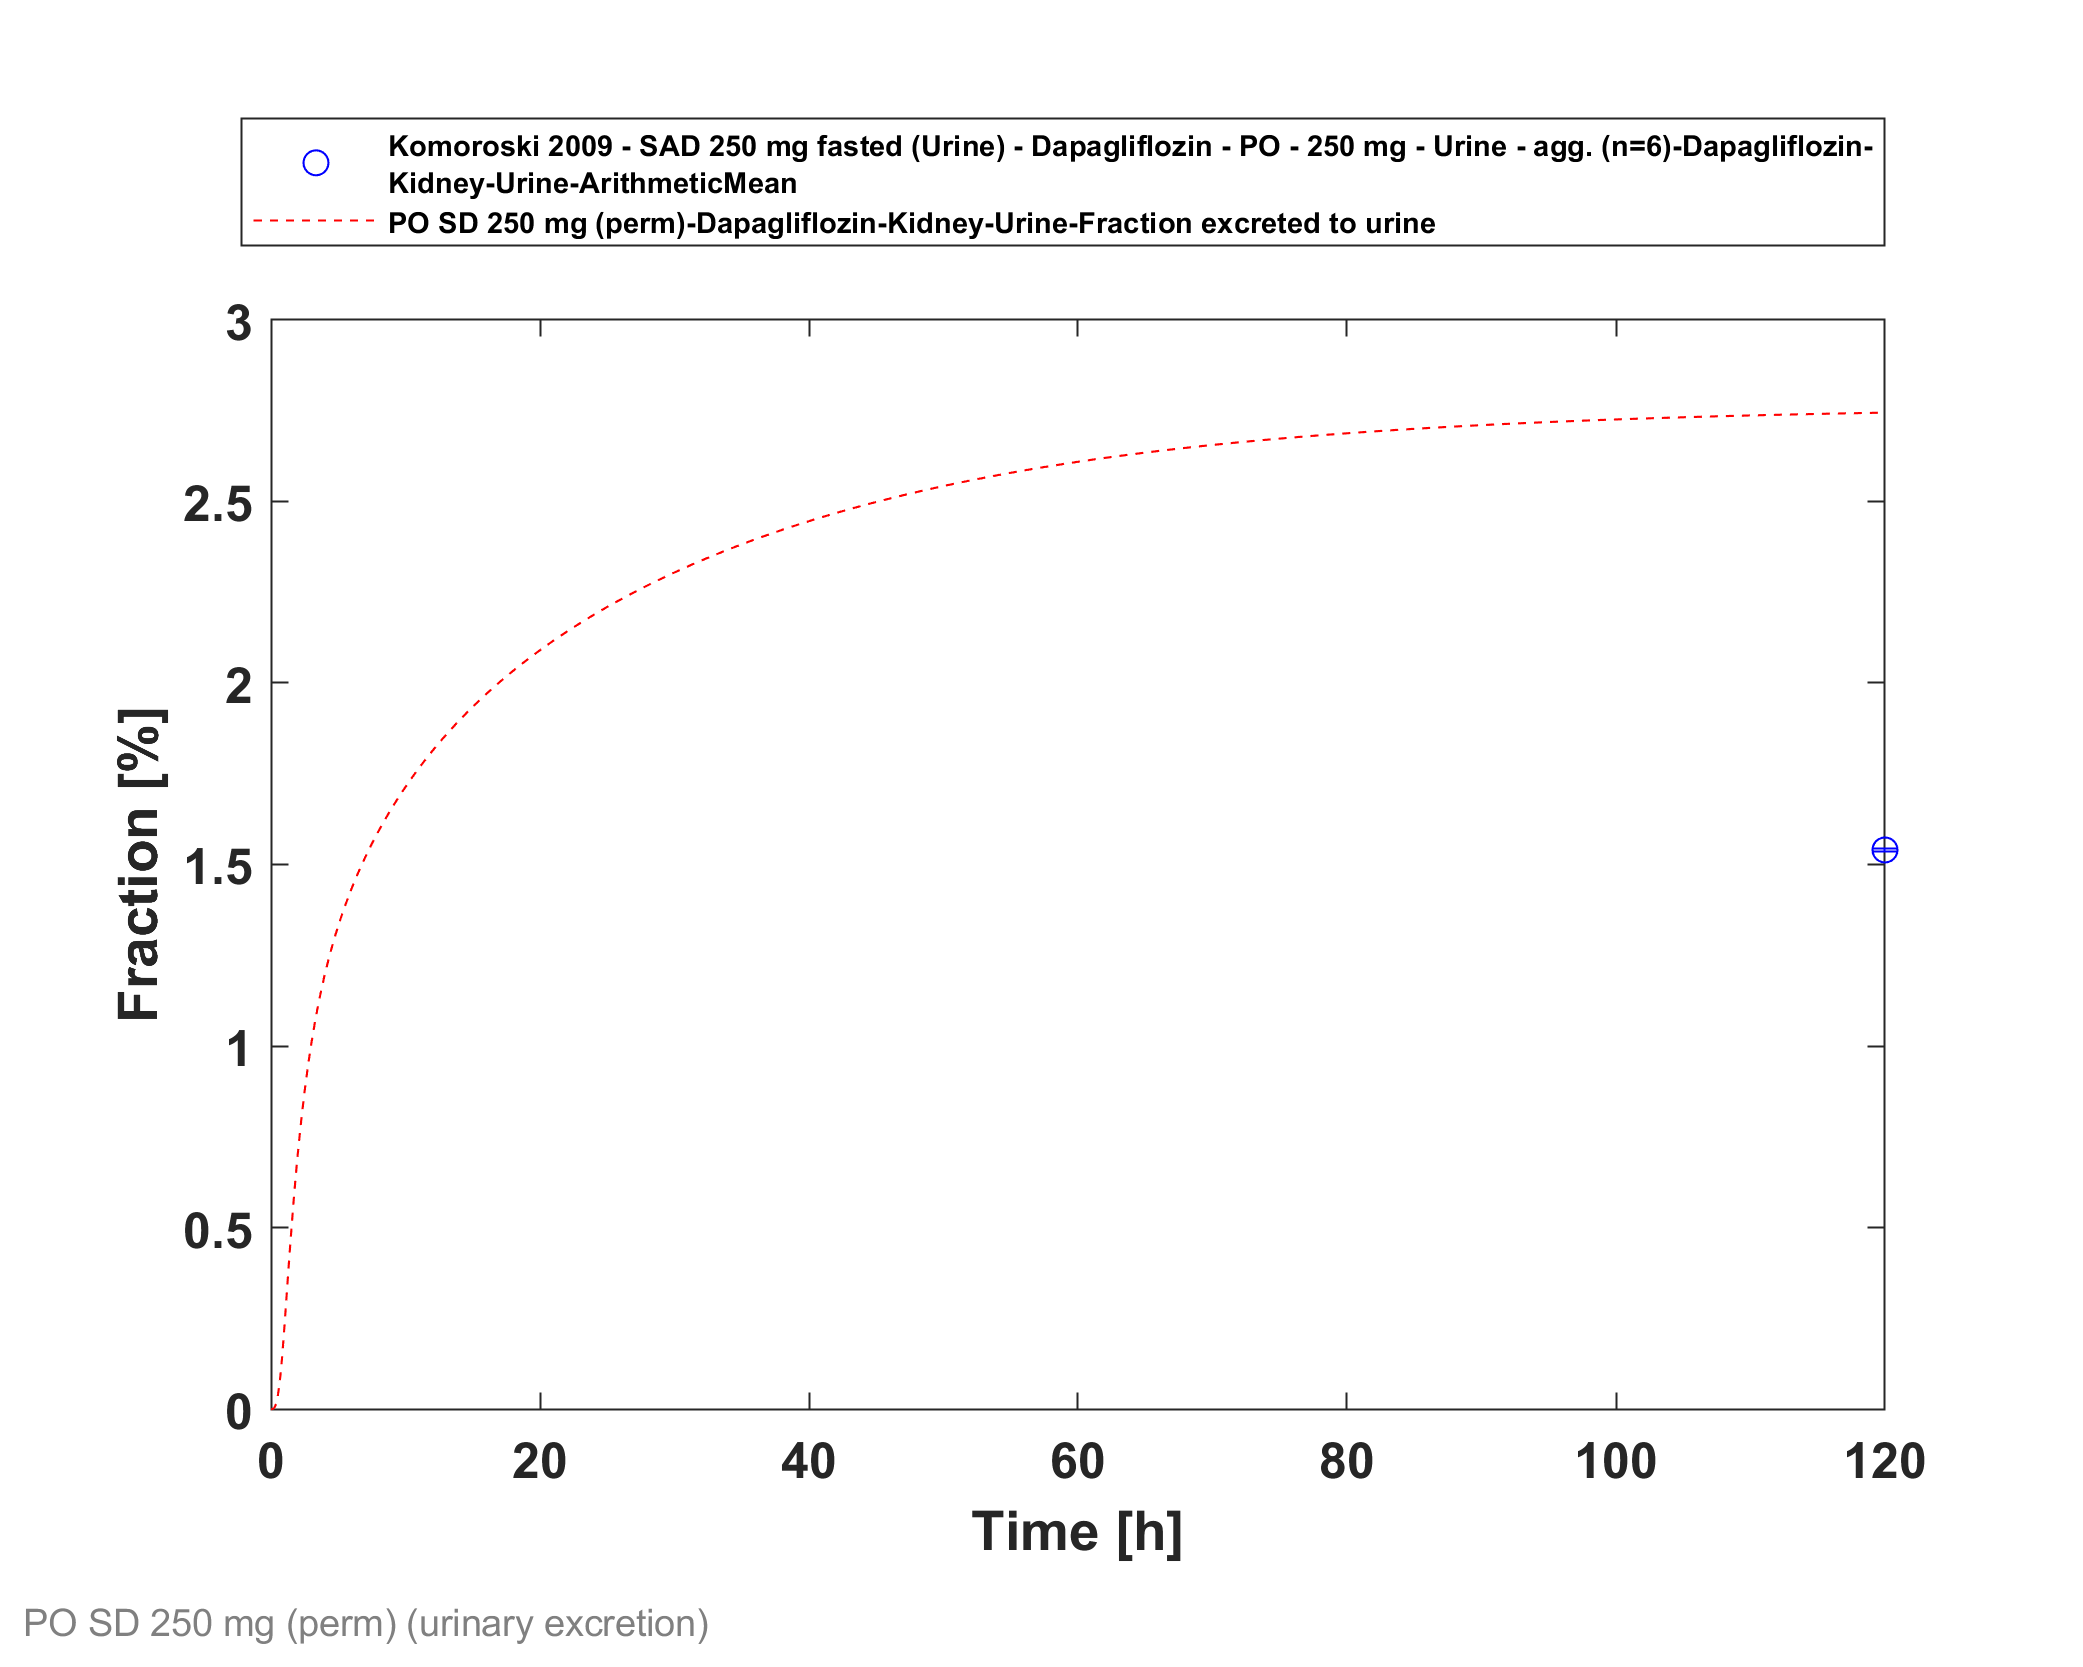 Komoroski 2009 - SAD 250 mg fasted (Urine) - Dapagliflozin - PO - 250 mg - Urine - agg. (n=6)-Dapagliflozin-
Kidney-Urine-ArithmeticMean
PO SD 250 mg (perm)-Dapagliflozin-Kidney-Urine-Fraction excreted to urine
3
2.5
2
1.5
1
0.5
0
Fraction [%]
0 20 40 60 80 100 120
Time [h]
PO SD 250 mg (perm) (urinary excretion)